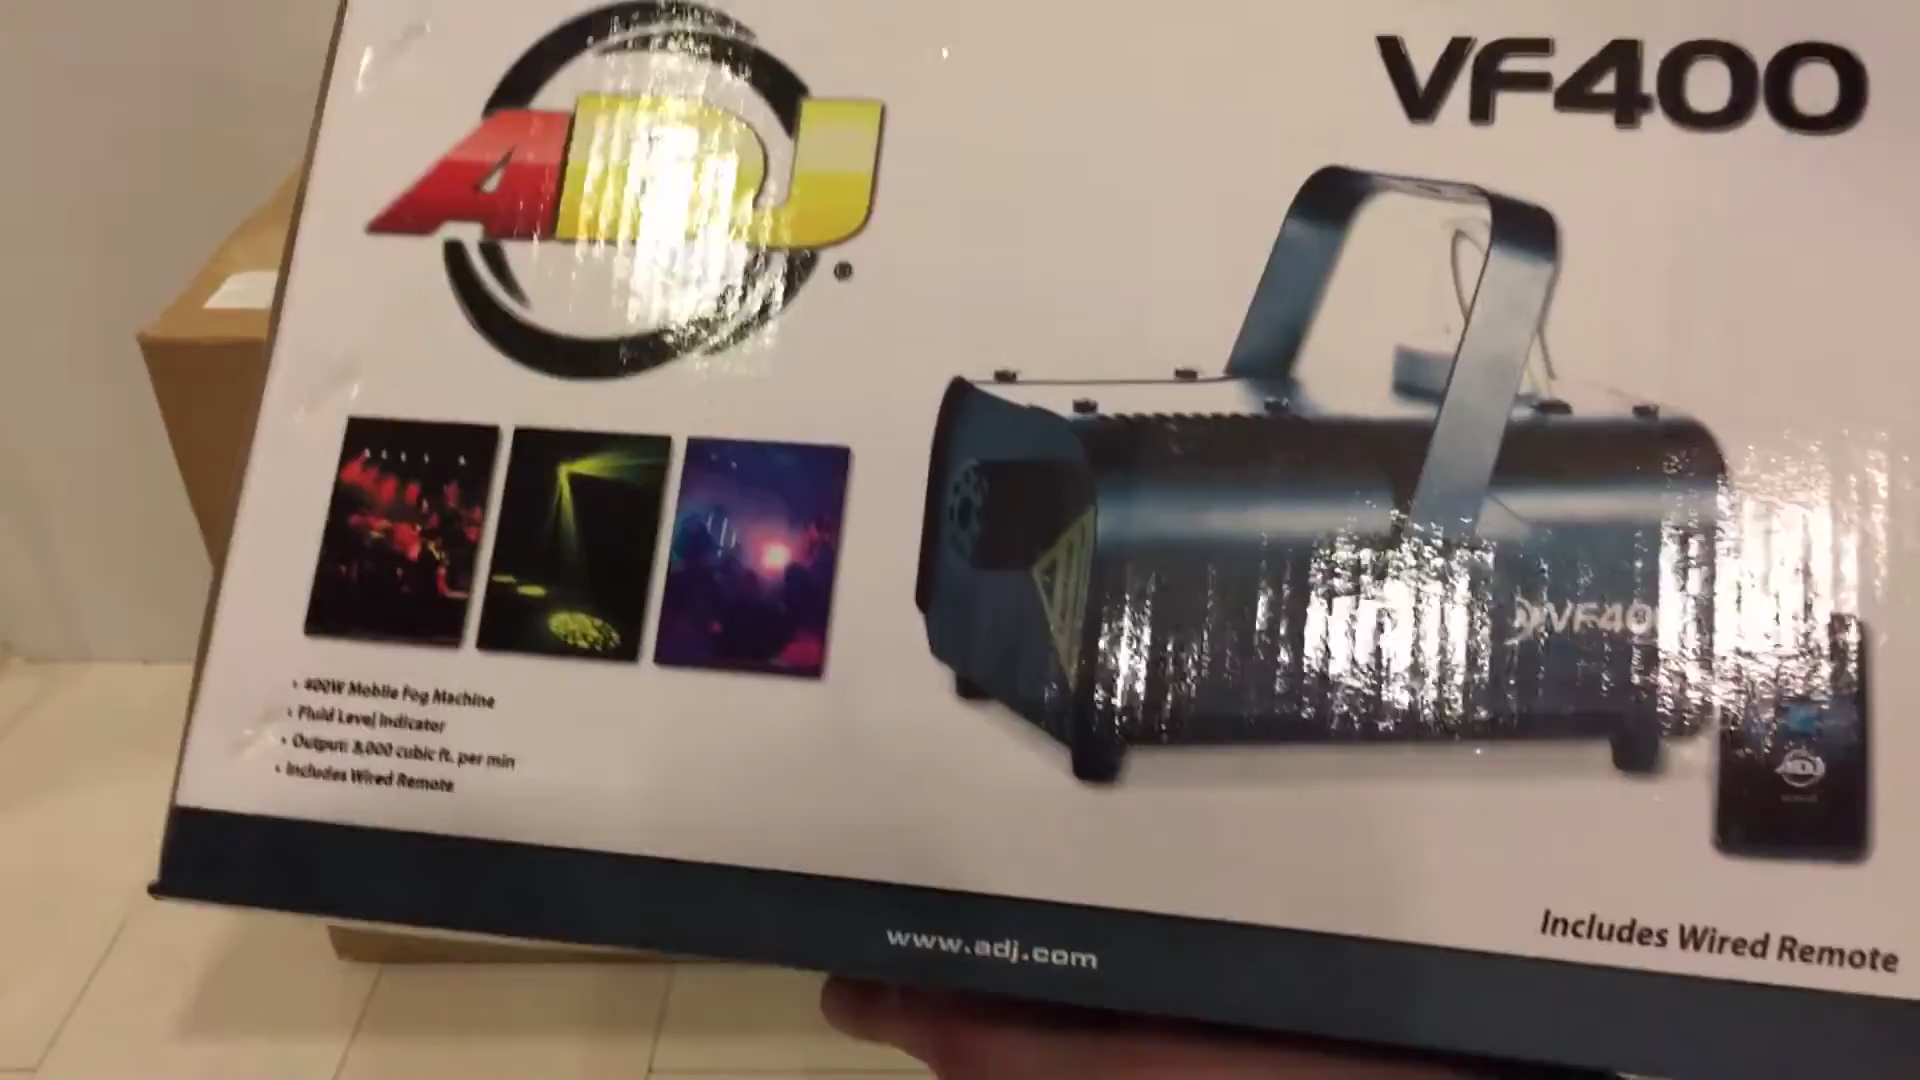 ADJ
®
VF400
VF400
ADJ
• 400W Mobile Fog Machine
• Fluid Level Indicator
• Output: 3,000 cubic ft. per min
• Includes Wired Remote
Includes Wired Remote
www.adj.com